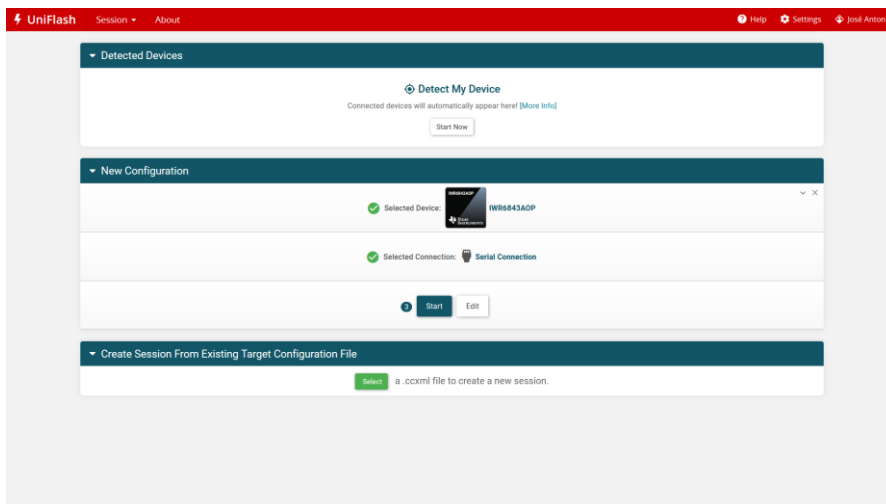 UniFlash Session About Help Settings José Anton
Detected Devices
Detect My Device
Connected devices will automatically appear here! [More Info]
Start Now
New Configuration
Selected Device: IWR6843AOP
Selected Connection: Serial Connection
3 Start Edit
Create Session From Existing Target Configuration File
Select a .ccxml file to create a new session.